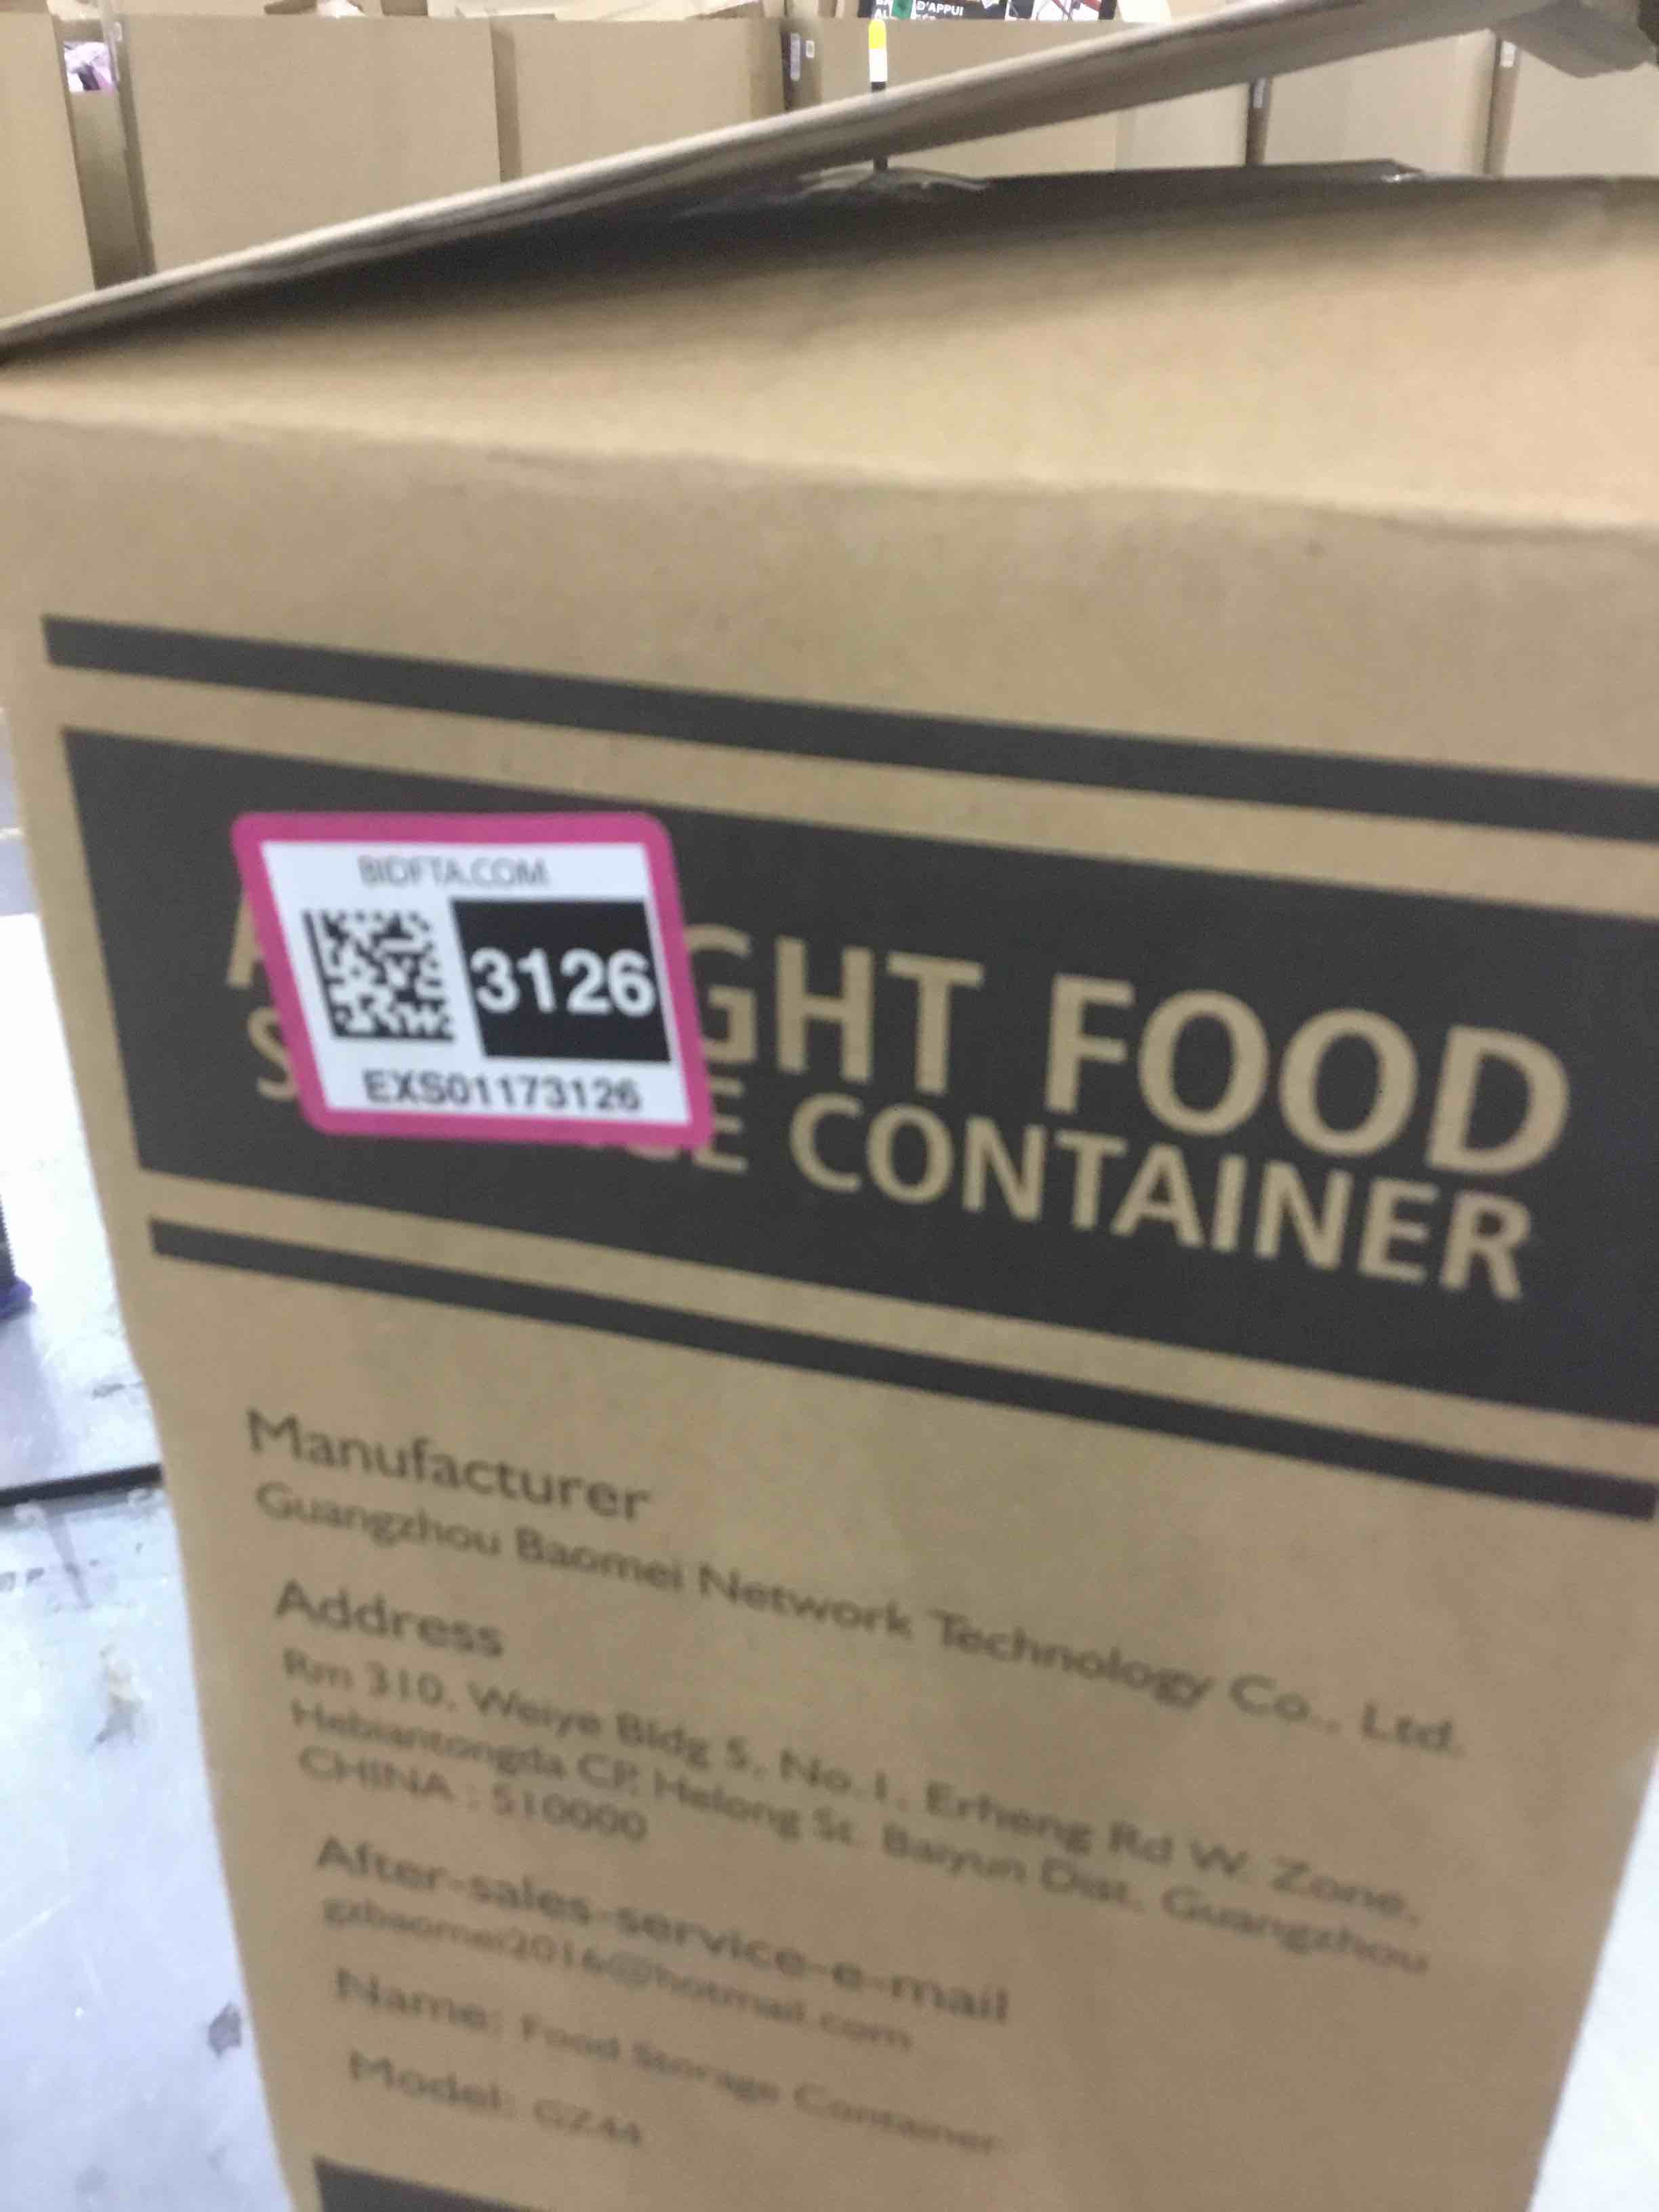 D'APPUI
BIDFTA.COM
3126
EXS01173126
GHT FOOD
S E CONTAINER
Manufacturer
Guangzhou Baomei Network Technology Co., Ltd.
Address
Rm 310, Weiye Bldg 5, No.1, Erheng Rd W. Zone,
Hebiantongda CP, Helong St. Baiyun Dist, Guangzhou
CHINA : 510000
After-sales-service-e-mail
gzbaomei2016@hotmail.com
Name: Food Storage Container
Model: GZ44